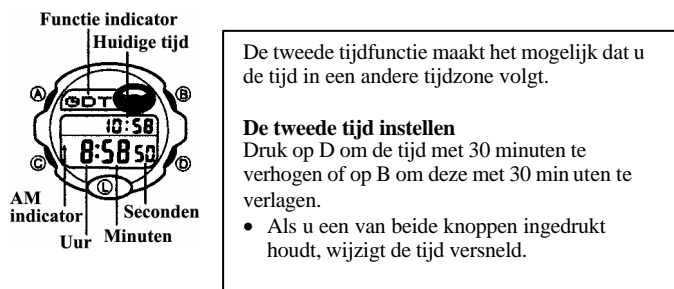 Functie indicator
Huidige tijd
A
B
DT
10:58
8:58 50
C
D
L
AM
indicator
Seconden
Uur
Minuten
De tweede tijdfunctie maakt het mogelijk dat u
de tijd in een andere tijdzone volgt.
De tweede tijd instellen
Druk op D om de tijd met 30 minuten te
verhogen of op B om deze met 30 min uten te
verlagen.
• Als u een van beide knoppen ingedrukt
houdt, wijzigt de tijd versneld.